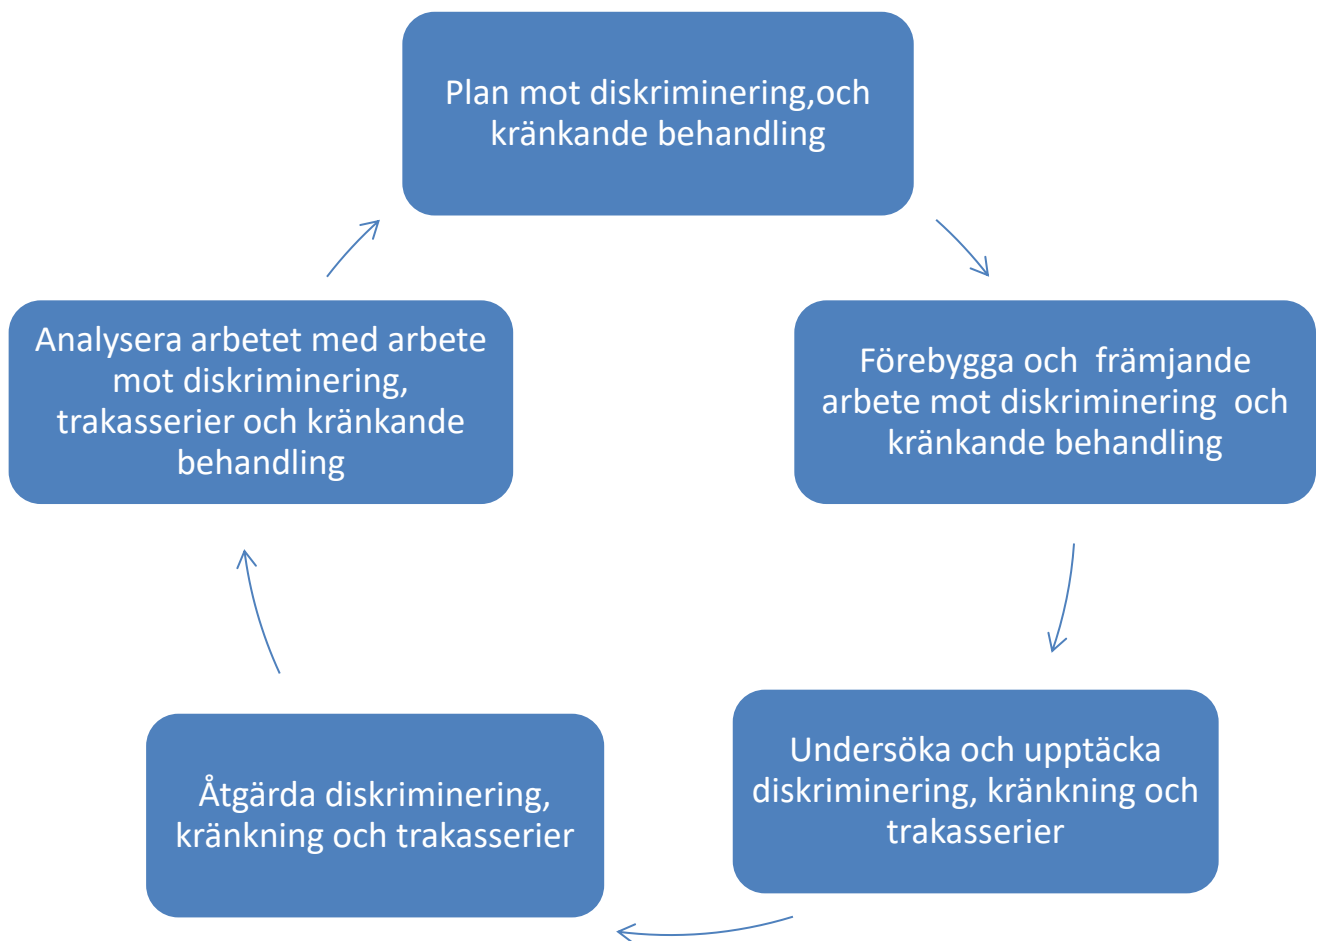 Plan mot diskriminering,och
kränkande behandling
Förebygga och  främjande
arbete mot diskriminering  och
kränkande behandling
Undersöka och upptäcka
diskriminering, kränkning och
trakasserier
Åtgärda diskriminering,
kränkning och trakasserier
Analysera arbetet med arbete
mot diskriminering,
trakasserier och kränkande
behandling